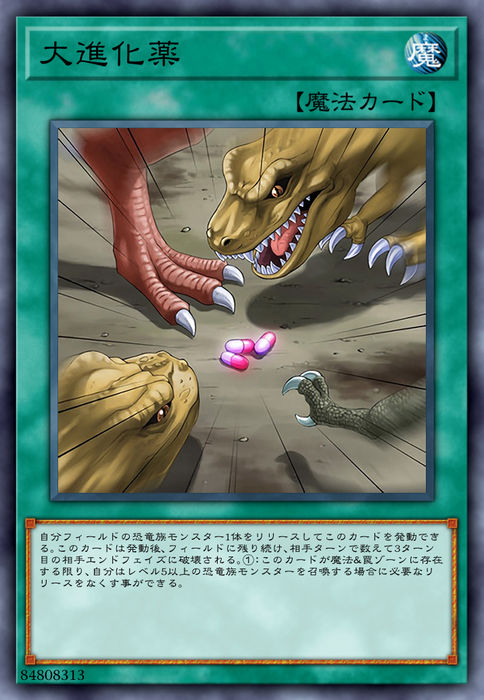 大進化薬
魔
【魔法カード】
自分フィールドの恐竜族モンスター1体をリリースしてこのカードを発動でき
る。このカードは発動後、フィールドに残り続け、相手ターンで数えて3ターン
目の相手エンドフェイズに破壊される。①:このカードが魔法&罠ゾーンに存在
する限り、自分はレベル5以上の恐竜族モンスターを召喚する場合に必要なリ
リースをなくす事ができる。
84808313